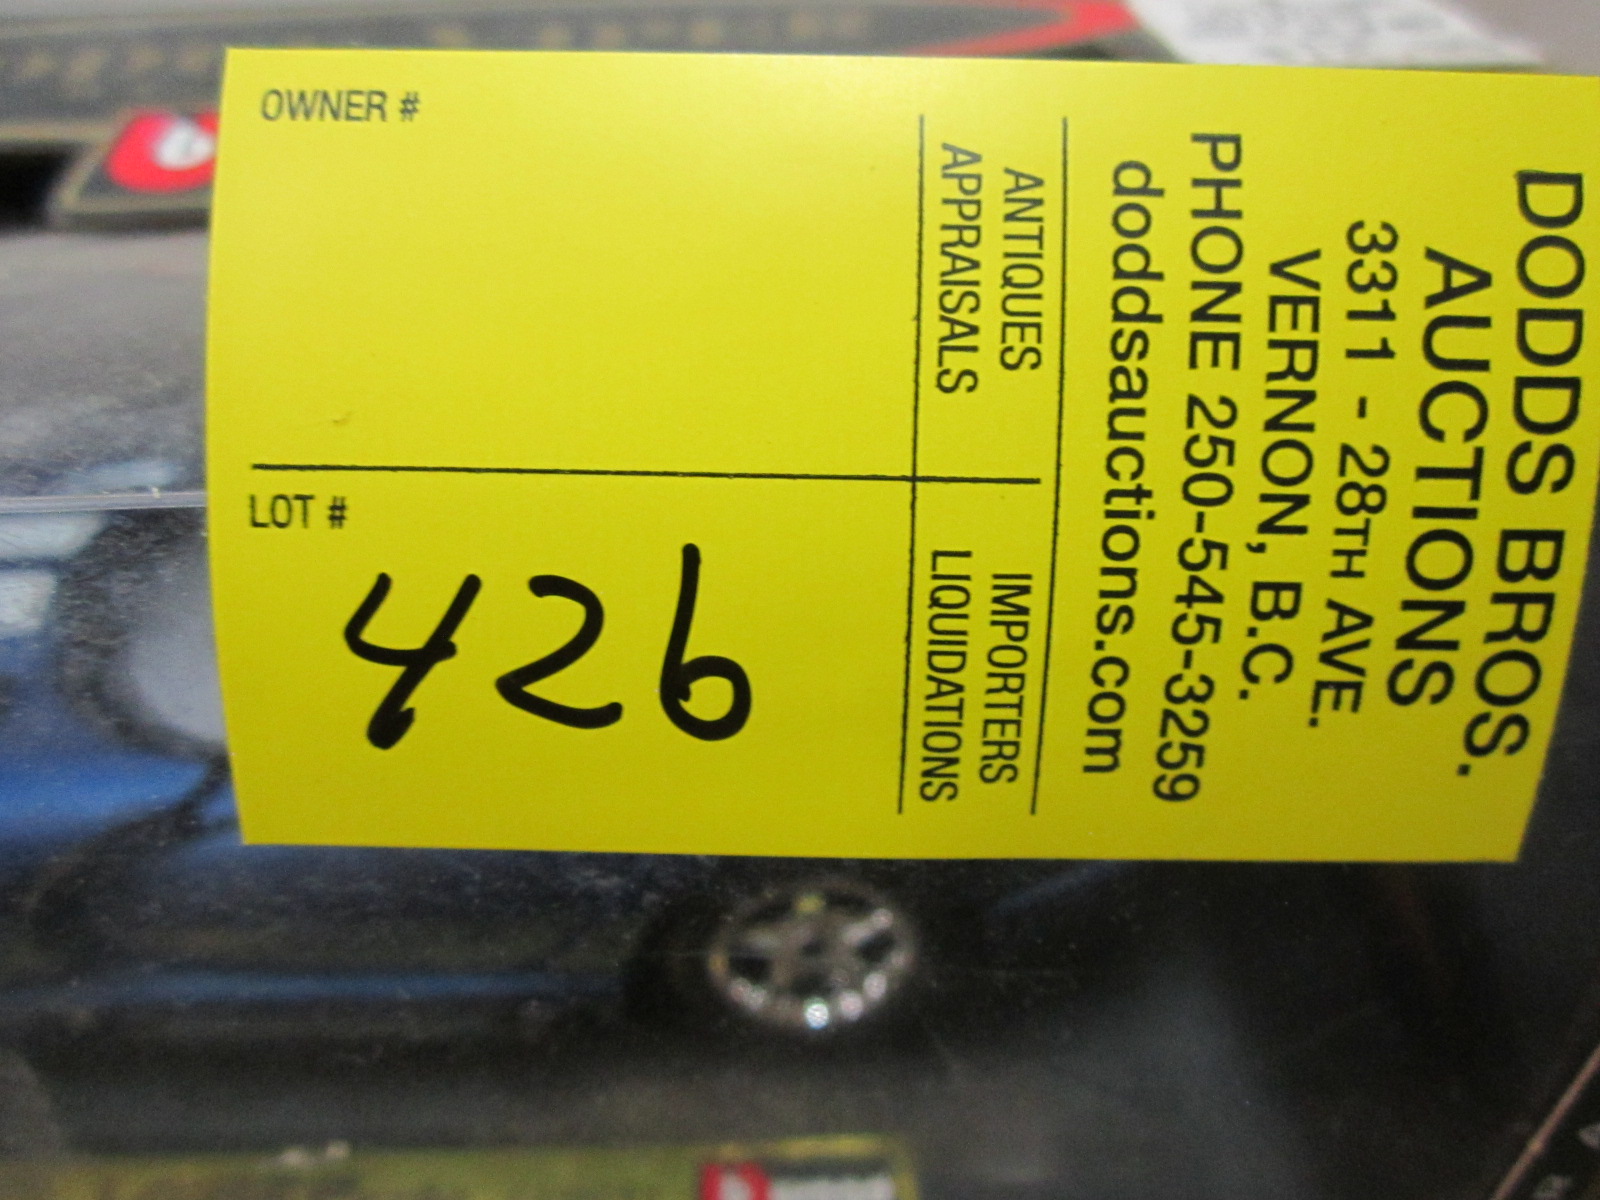 DODDS BROS.
AUCTIONS
3311 - 28TH AVE.
VERNON, B.C.
PHONE 250-545-3259
doddsauctions.com
ANTIQUES
APPRAISALS
IMPORTERS
LIQUIDATIONS
OWNER #
LOT #
426